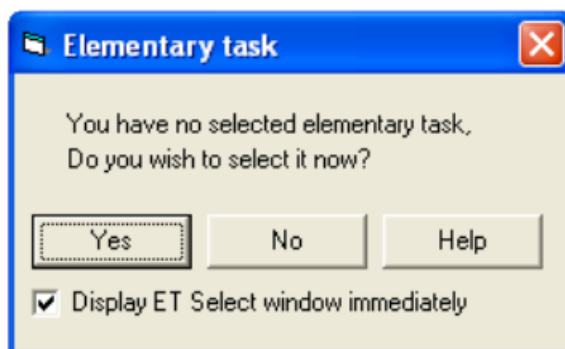 Elementary task
You have no selected elementary task,
Do you wish to select it now?
Yes No Help
Display ET Select window immediately